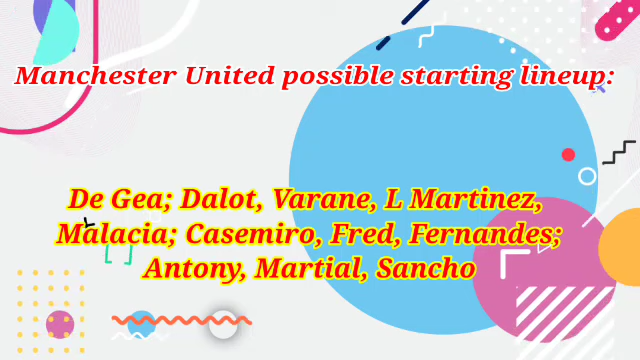 Manchester United possible starting lineup:
De Gea; Dalot, Varane, L Martinez,
Malacia; Casemiro, Fred, Fernandes;
Antony, Martial, Sancho